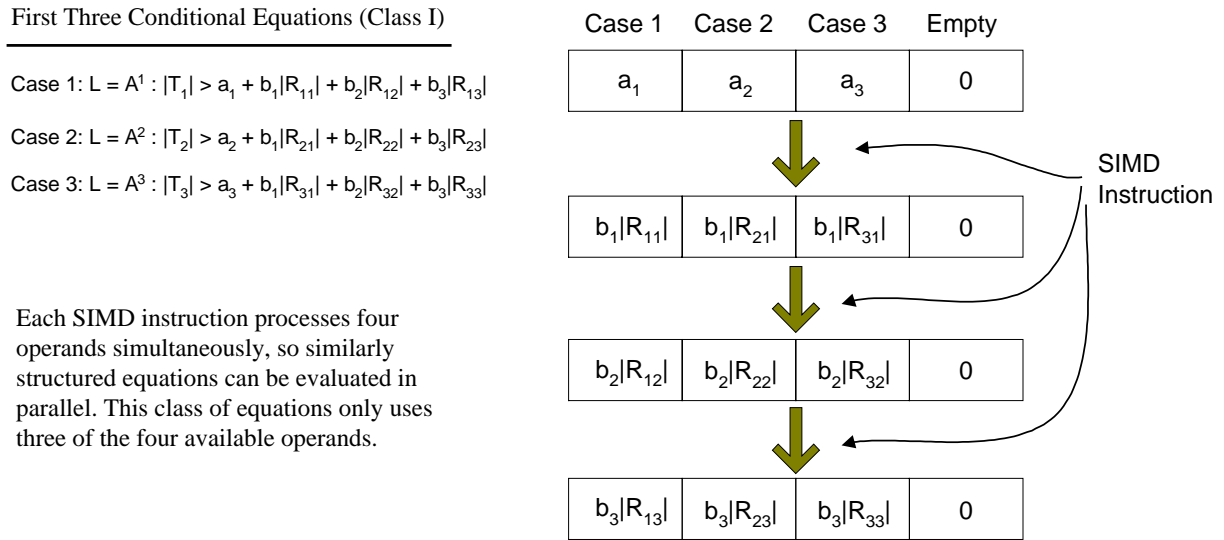 First Three Conditional Equations (Class I)
Case 1: L = A¹ : |T₁| > a₁ + b₁|R₁₁| + b₂|R₁₂| + b₃|R₁₃|
Case 2: L = A² : |T₂| > a₂ + b₁|R₂₁| + b₂|R₂₂| + b₃|R₂₃|
Case 3: L = A³ : |T₃| > a₃ + b₁|R₃₁| + b₂|R₃₂| + b₃|R₃₃|
Each SIMD instruction processes four
operands simultaneously, so similarly
structured equations can be evaluated in
parallel. This class of equations only uses
three of the four available operands.
Case 1 Case 2 Case 3 Empty
a₁ a₂ a₃ 0
b₁|R₁₁| b₁|R₂₁| b₁|R₃₁| 0
b₂|R₁₂| b₂|R₂₂| b₂|R₃₂| 0
b₃|R₁₃| b₃|R₂₃| b₃|R₃₃| 0
SIMD
Instruction